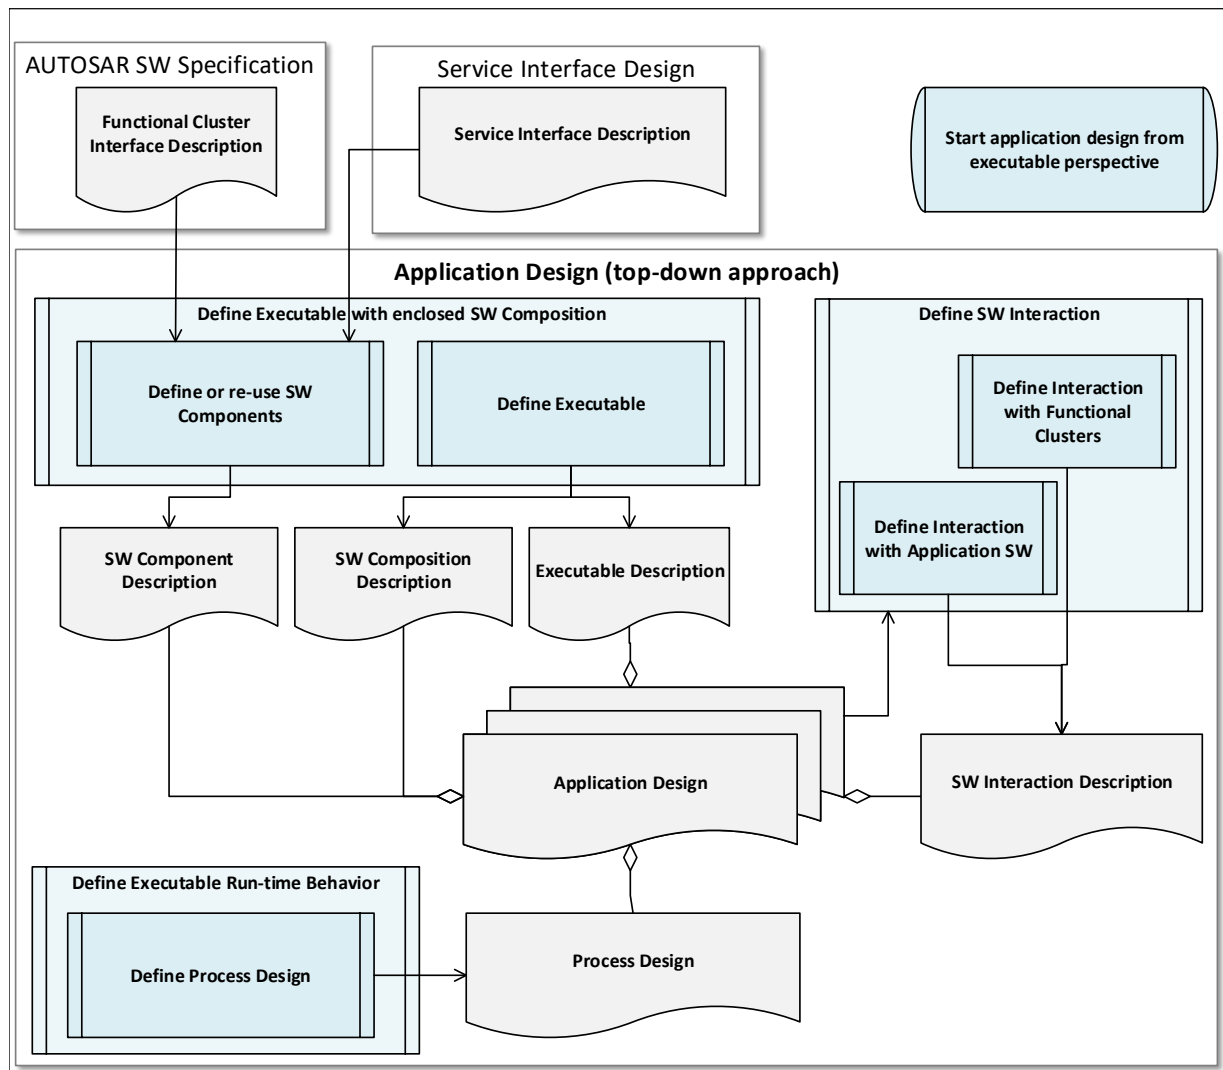 AUTOSAR SW Specification
Functional Cluster
Interface Description
Service Interface Design
Service Interface Description
Start application design from
executable perspective
Application Design (top-down approach)
Define Executable with enclosed SW Composition
Define or re-use SW
Components
Define Executable
Define SW Interaction
Define Interaction
with Functional
Clusters
Define Interaction
with Application SW
SW Component
Description
SW Composition
Description
Executable Description
Application Design
SW Interaction Description
Define Executable Run-time Behavior
Define Process Design
Process Design